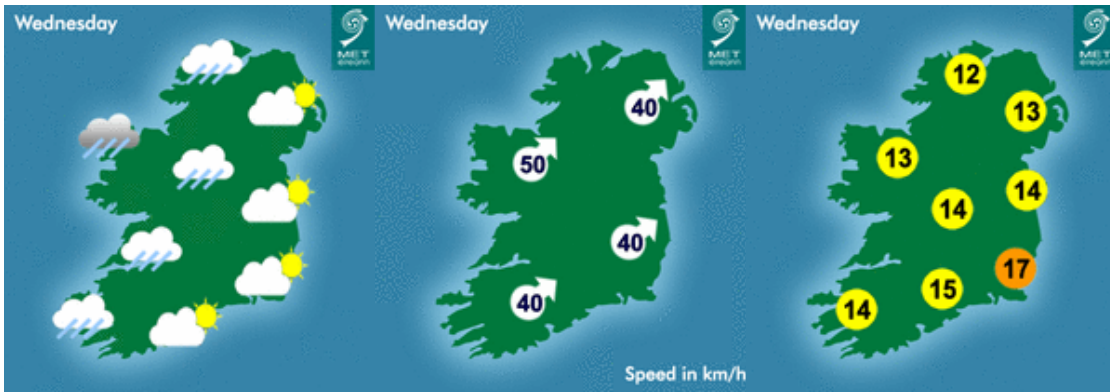 Wednesday
MET
éireann
Wednesday
MET
éireann
40
50
40
40
Speed in km/h
Wednesday
MET
éireann
12
13
13
14
14
17
15
14